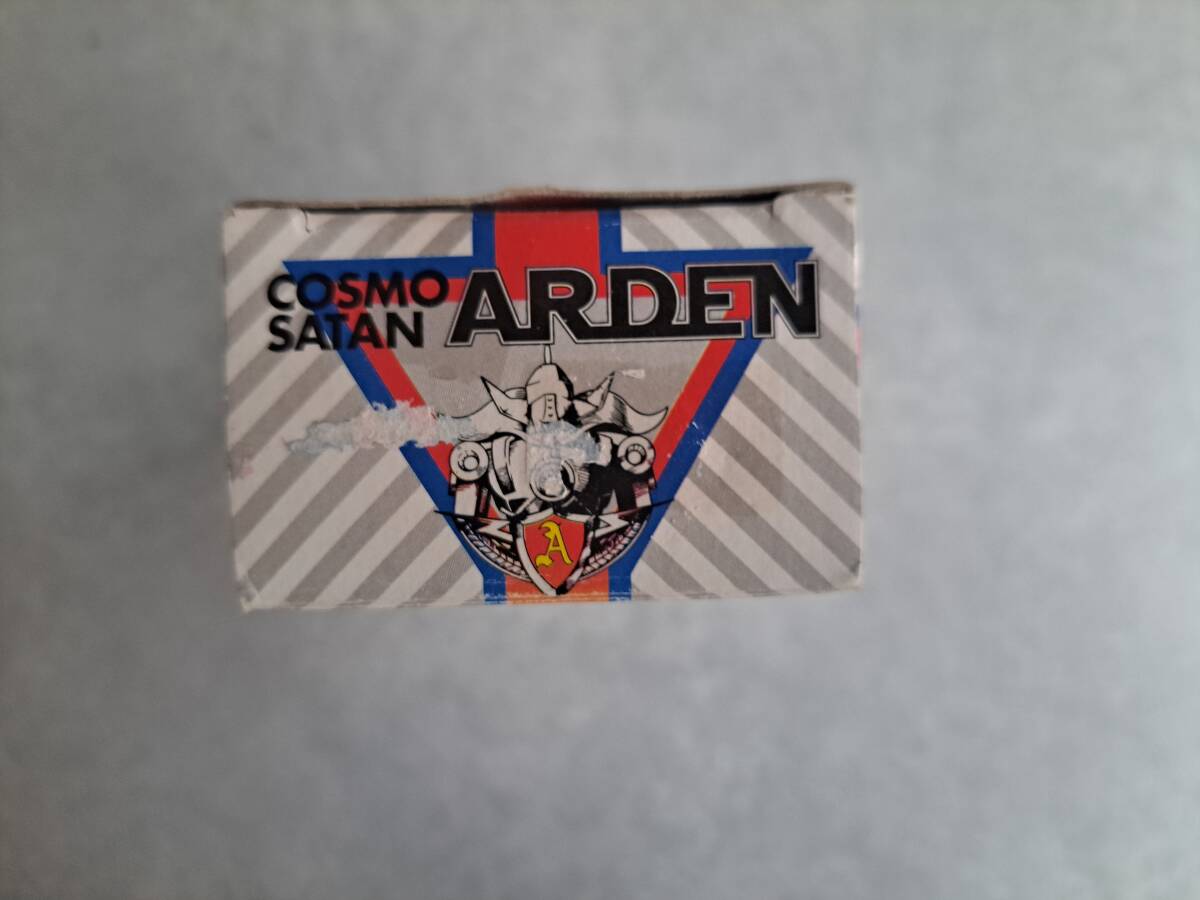 COSMO
SATAN
ARDEN
A